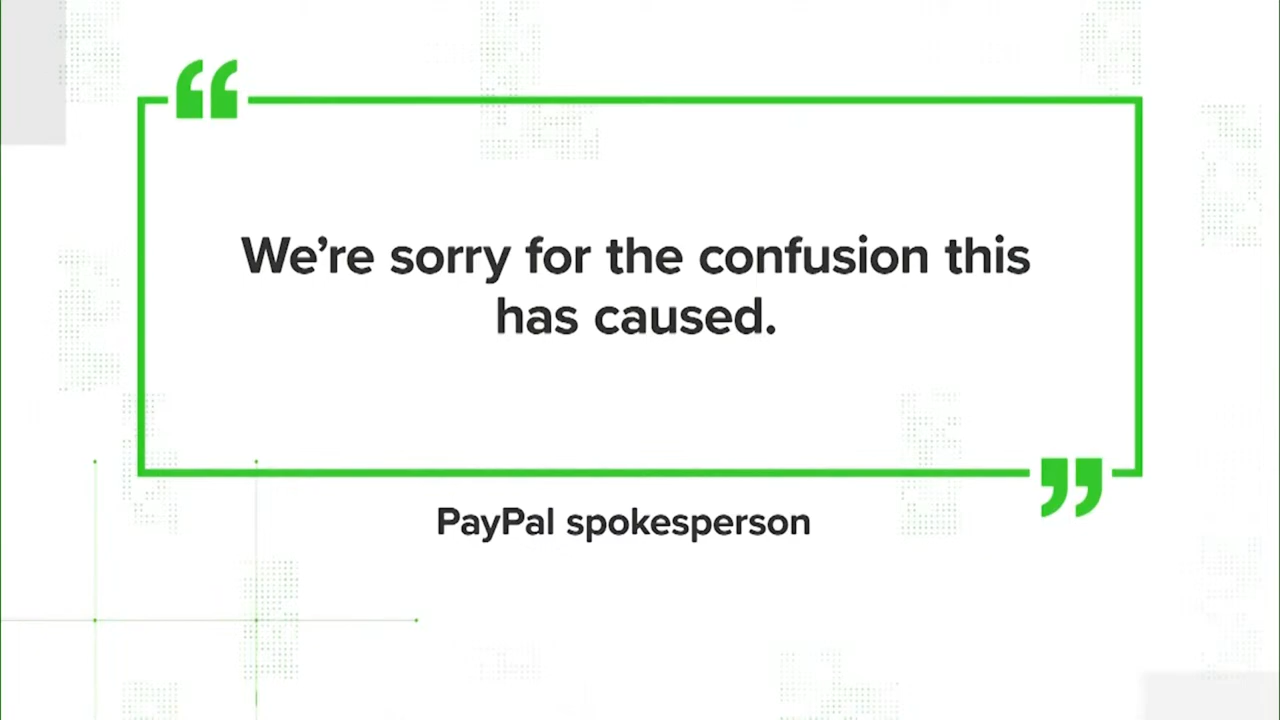 “
We’re sorry for the confusion this
has caused.
”
PayPal spokesperson